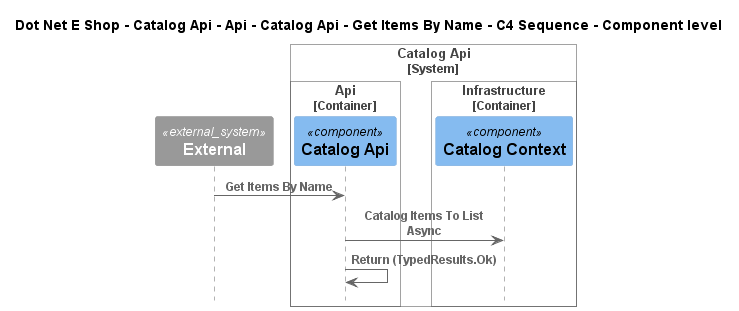 Dot Net E Shop - Catalog Api - Api - Catalog Api - Get Items By Name - C4 Sequence - Component level
Catalog Api
[System]
Api
[Container]
Infrastructure
[Container]
«external_system»
External
«component»
Catalog Api
«component»
Catalog Context
Get Items By Name
Catalog Items To List
Async
Return (TypedResults.Ok)